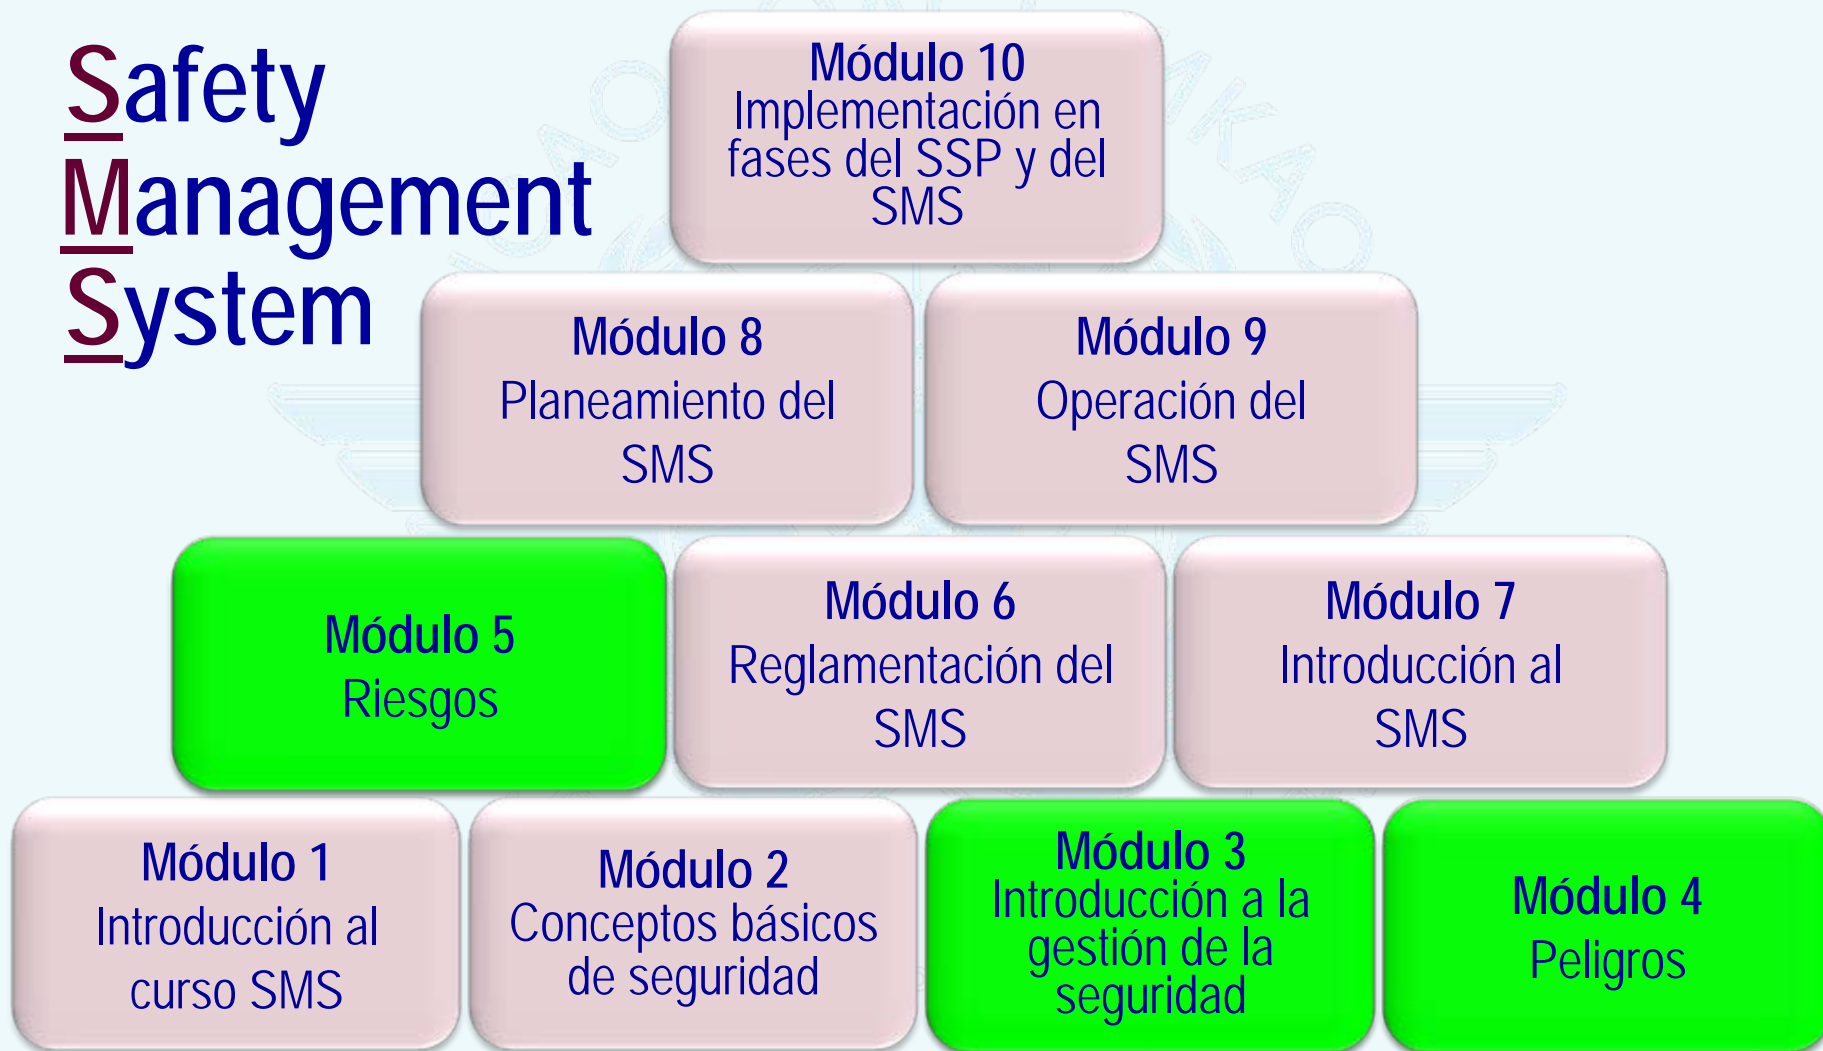 Safety
Management
System
Módulo 10
Implementación en
fases del SSP y del
SMS
Módulo 8
Planeamiento del
SMS
Módulo 9
Operación del
SMS
Módulo 5
Riesgos
Módulo 6
Reglamentación del
SMS
Módulo 7
Introducción al
SMS
Módulo 1
Introducción al
curso SMS
Módulo 2
Conceptos básicos
de seguridad
Módulo 3
Introducción a la
gestión de la
seguridad
Módulo 4
Peligros